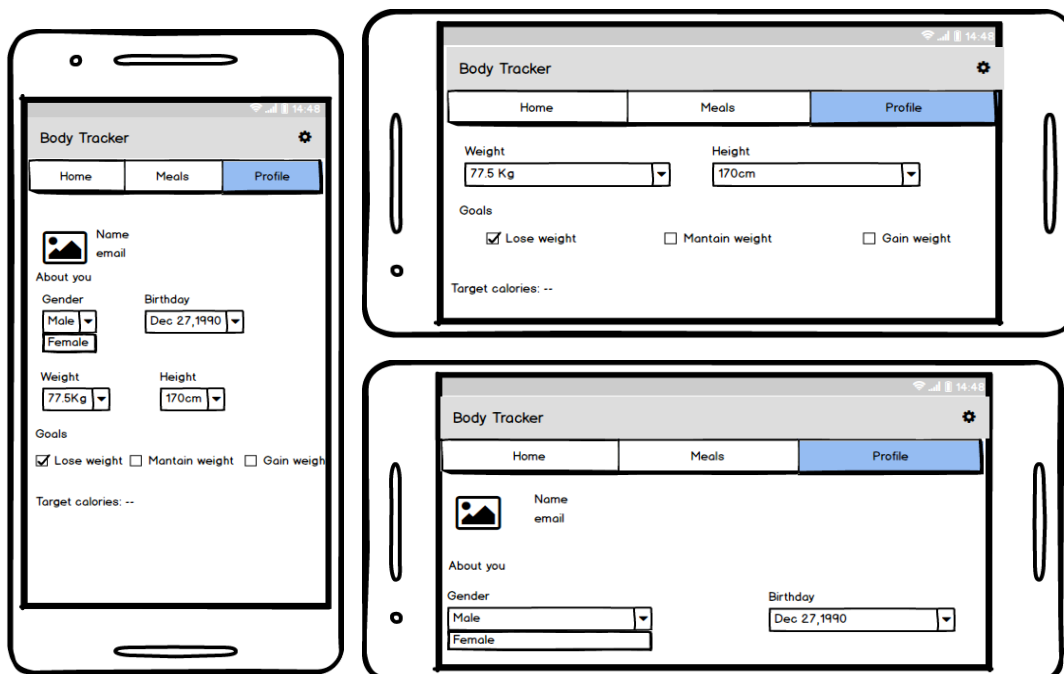 14:48
Body Tracker
Home Meals Profile
Name
email
About you
Gender Birthday
Male Dec 27,1990
Female
Weight Height
77.5Kg 170cm
Goals
Lose weight Mantain weight Gain weigh
Target calories: --
14:48
Body Tracker
Home Meals Profile
Weight Height
77.5 Kg 170cm
Goals
Lose weight Mantain weight Gain weight
Target calories: --
14:48
Body Tracker
Home Meals Profile
Name
email
About you
Gender Birthday
Male Dec 27,1990
Female